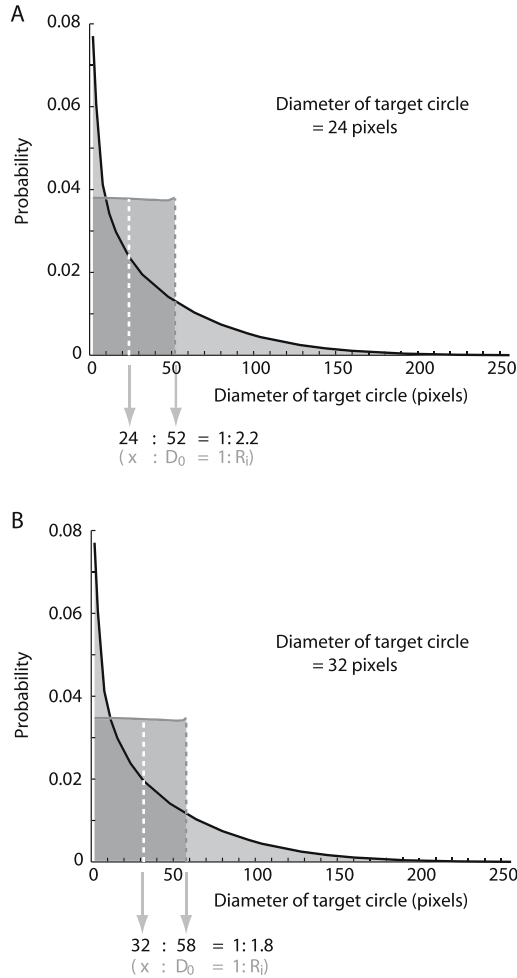 A
0.08
0.06
0.04
0.02
0
Probability
Diameter of target circle
= 24 pixels
0 50 100 150 200 250
Diameter of target circle (pixels)
24 : 52 = 1: 2.2
( x : D₀ = 1: Rᵢ)
B
0.08
0.06
0.04
0.02
0
Probability
Diameter of target circle
= 32 pixels
0 50 100 150 200 250
Diameter of target circle (pixels)
32 : 58 = 1: 1.8
( x : D₀ = 1: Rᵢ)